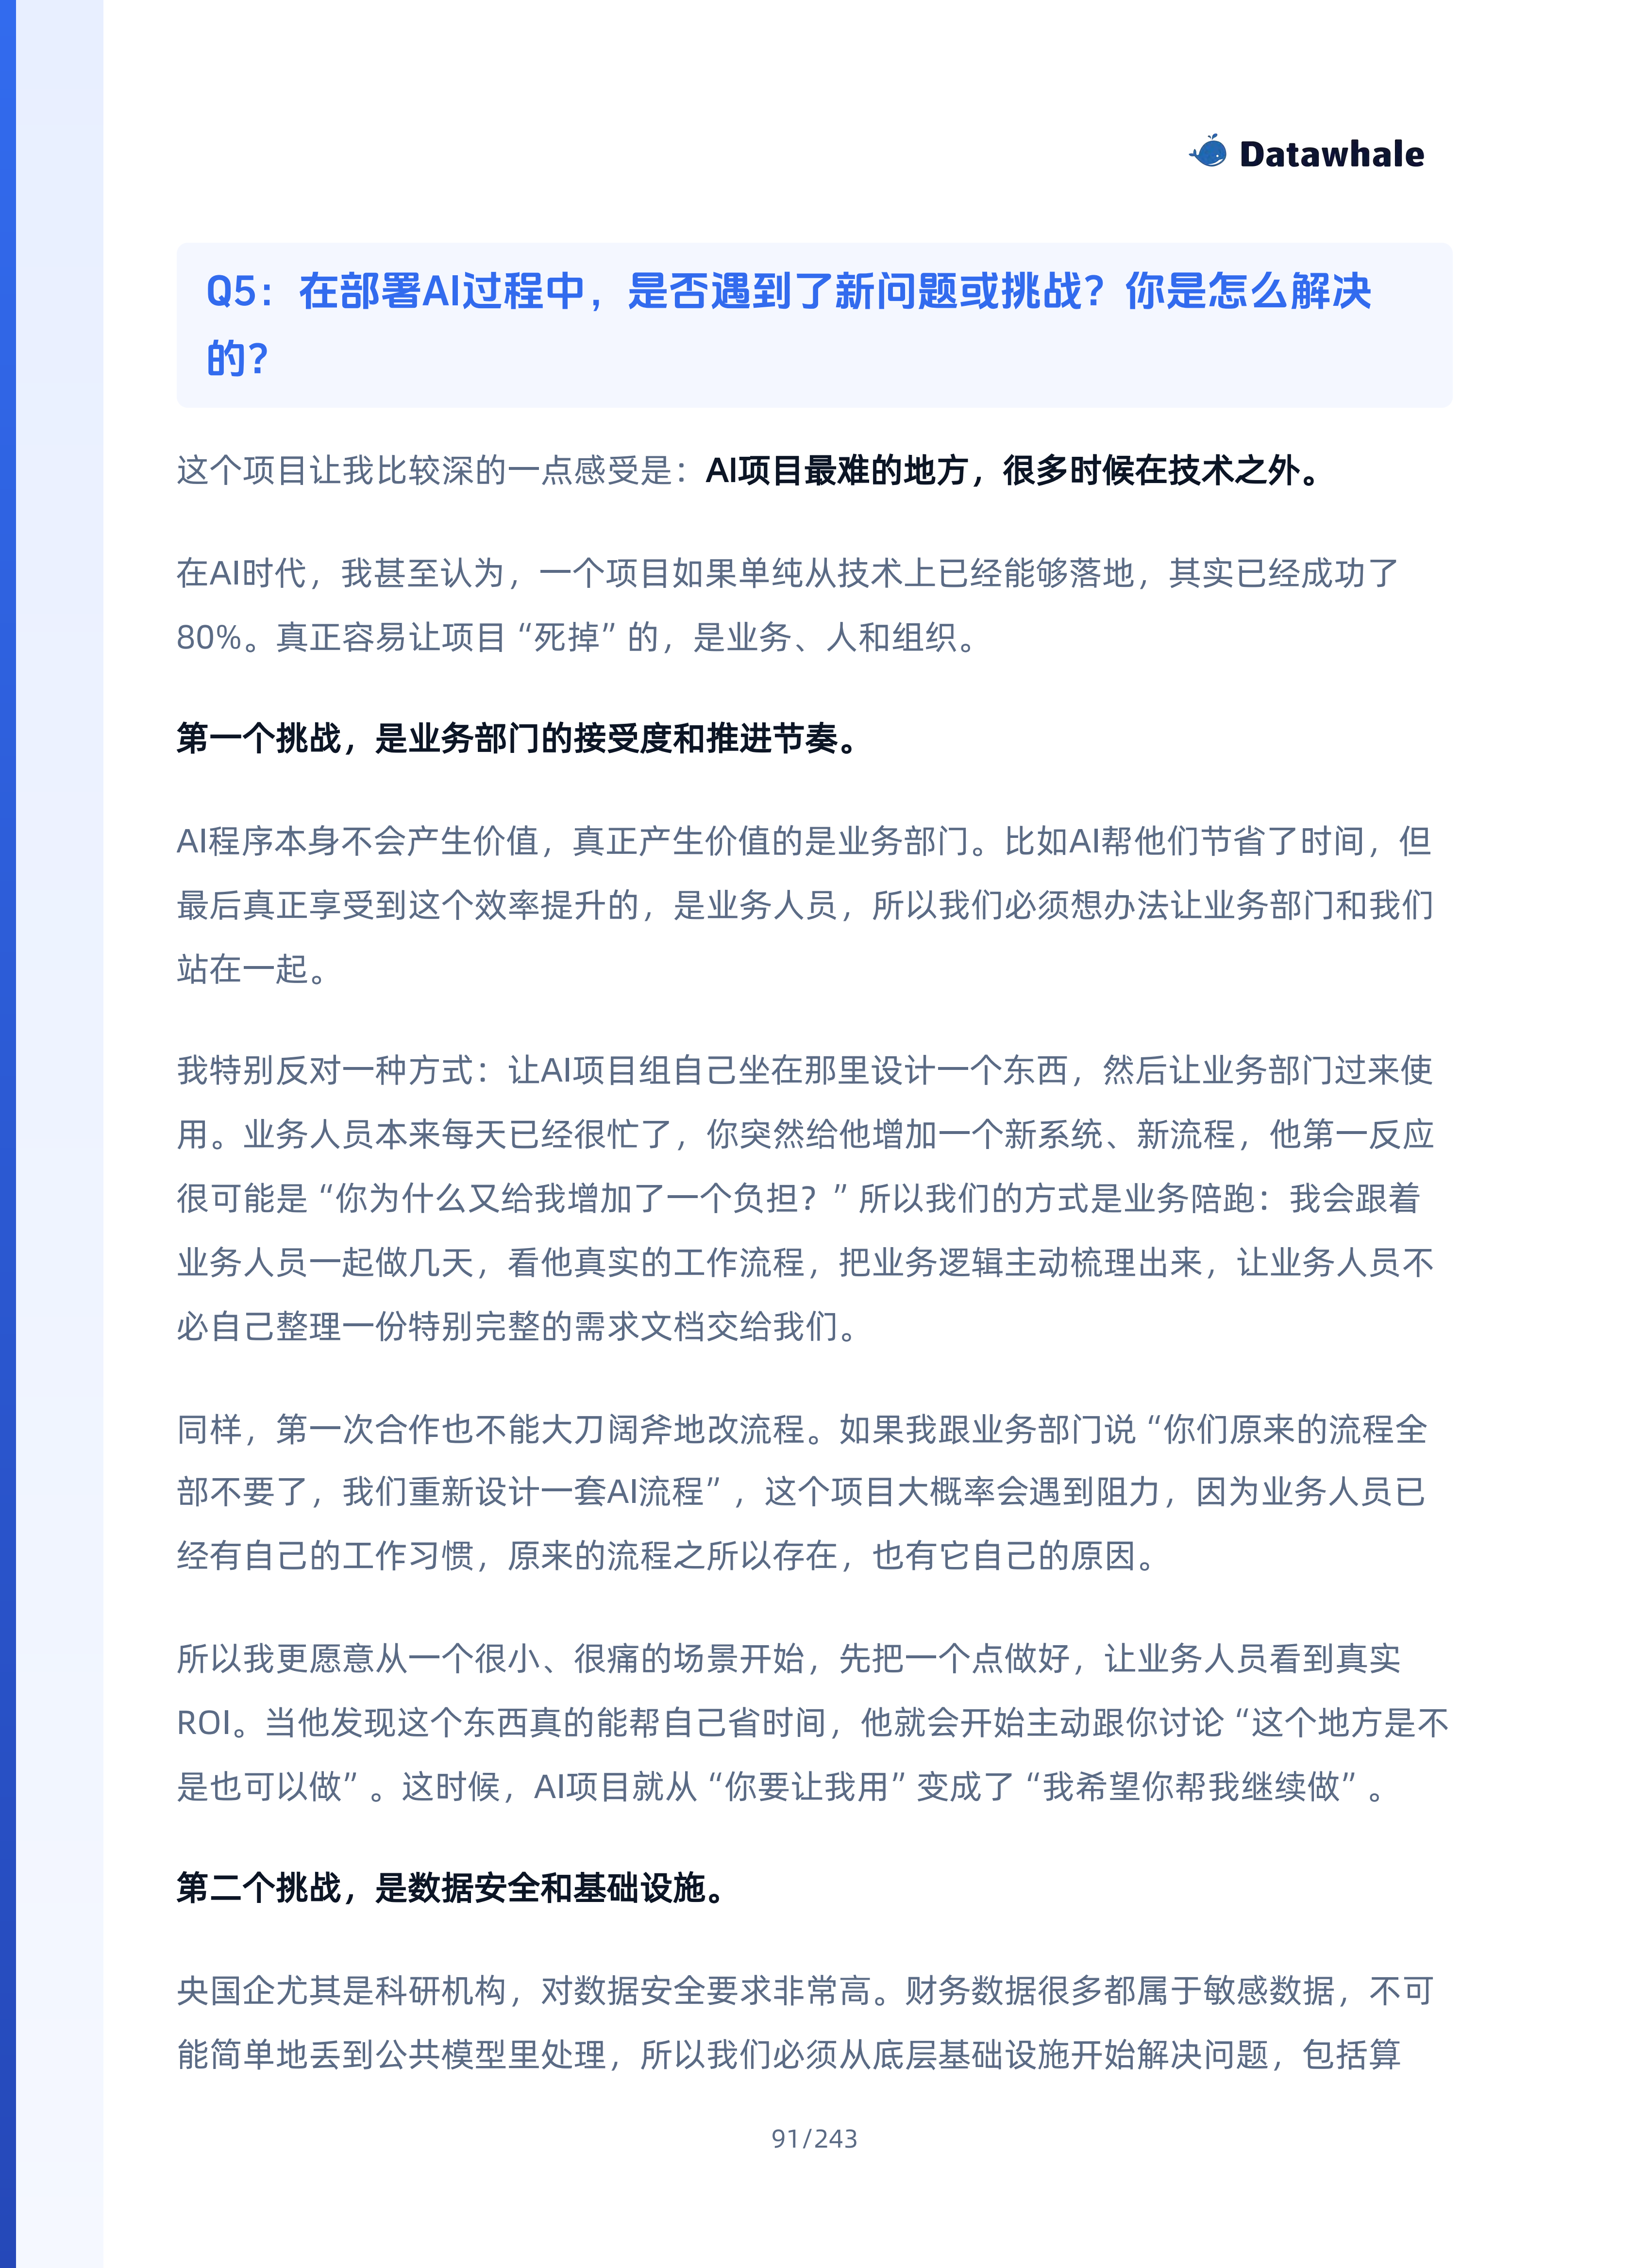 Datawhale
Q5：在部署AI过程中，是否遇到了新问题或挑战？你是怎么解决
的？
这个项目让我比较深的一点感受是：AI项目最难的地方，很多时候在技术之外。
在AI时代，我甚至认为，一个项目如果单纯从技术上已经能够落地，其实已经成功了
80%。真正容易让项目“死掉”的，是业务、人和组织。
第一个挑战，是业务部门的接受度和推进节奏。
AI程序本身不会产生价值，真正产生价值的是业务部门。比如AI帮他们节省了时间，但
最后真正享受到这个效率提升的，是业务人员，所以我们必须想办法让业务部门和我们
站在一起。
我特别反对一种方式：让AI项目组自己坐在那里设计一个东西，然后让业务部门过来使
用。业务人员本来每天已经很忙了，你突然给他增加一个新系统、新流程，他第一反应
很可能是“你为什么又给我增加了一个负担？”所以我们的方式是业务陪跑：我会跟着
业务人员一起做几天，看他真实的工作流程，把业务逻辑主动梳理出来，让业务人员不
必自己整理一份特别完整的需求文档交给我们。
同样，第一次合作也不能大刀阔斧地改流程。如果我跟业务部门说“你们原来的流程全
部不要了，我们重新设计一套AI流程”，这个项目大概率会遇到阻力，因为业务人员已
经有自己的工作习惯，原来的流程之所以存在，也有它自己的原因。
所以我更愿意从一个很小、很痛的场景开始，先把一个点做好，让业务人员看到真实
ROI。当他发现这个东西真的能帮自己省时间，他就会开始主动跟你讨论“这个地方是不
是也可以做”。这时候，AI项目就从“你要让我用”变成了“我希望你帮我继续做”。
第二个挑战，是数据安全和基础设施。
央国企尤其是科研机构，对数据安全要求非常高。财务数据很多都属于敏感数据，不可
能简单地丢到公共模型里处理，所以我们必须从底层基础设施开始解决问题，包括算
91/243